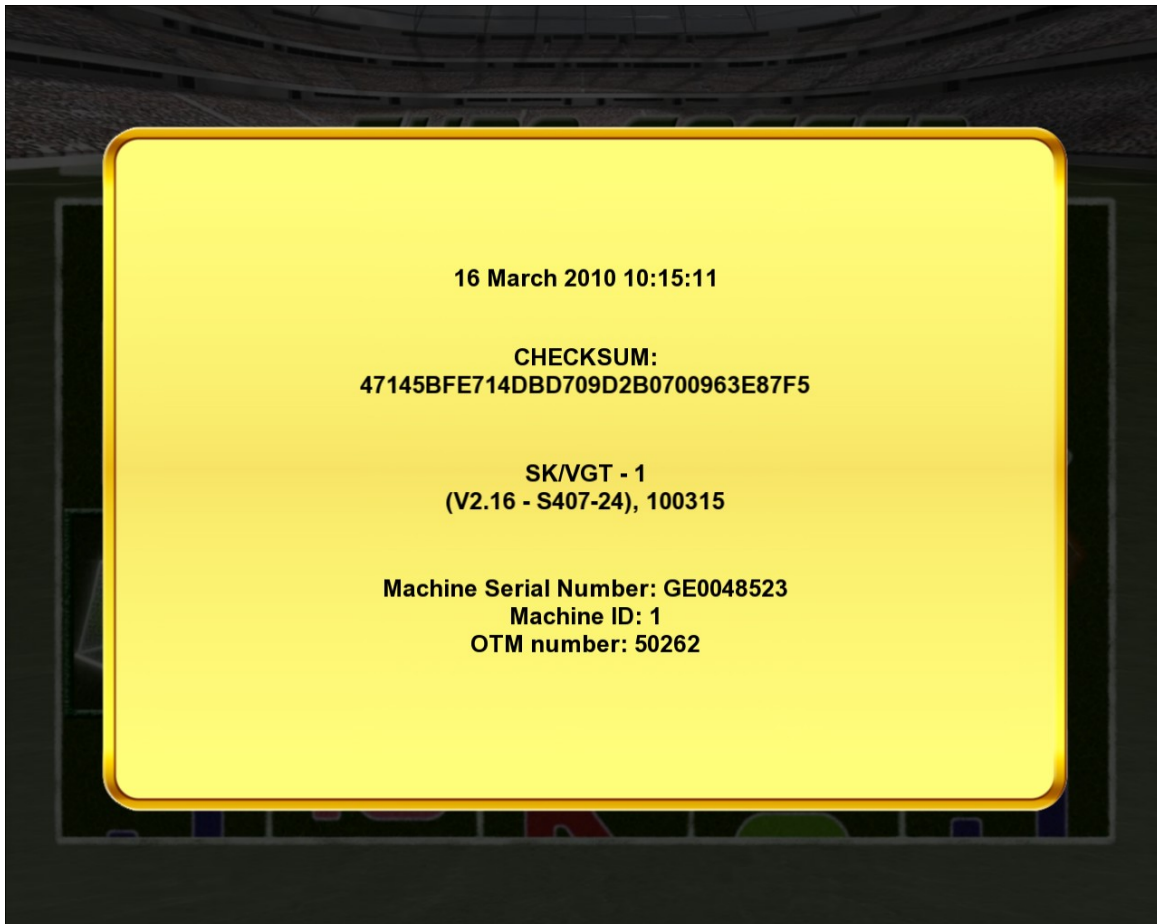 16 March 2010 10:15:11
CHECKSUM:
47145BFE714DBD709D2B0700963E87F5
SK/VGT - 1
(V2.16 - S407-24), 100315
Machine Serial Number: GE0048523
Machine ID: 1
OTM number: 50262